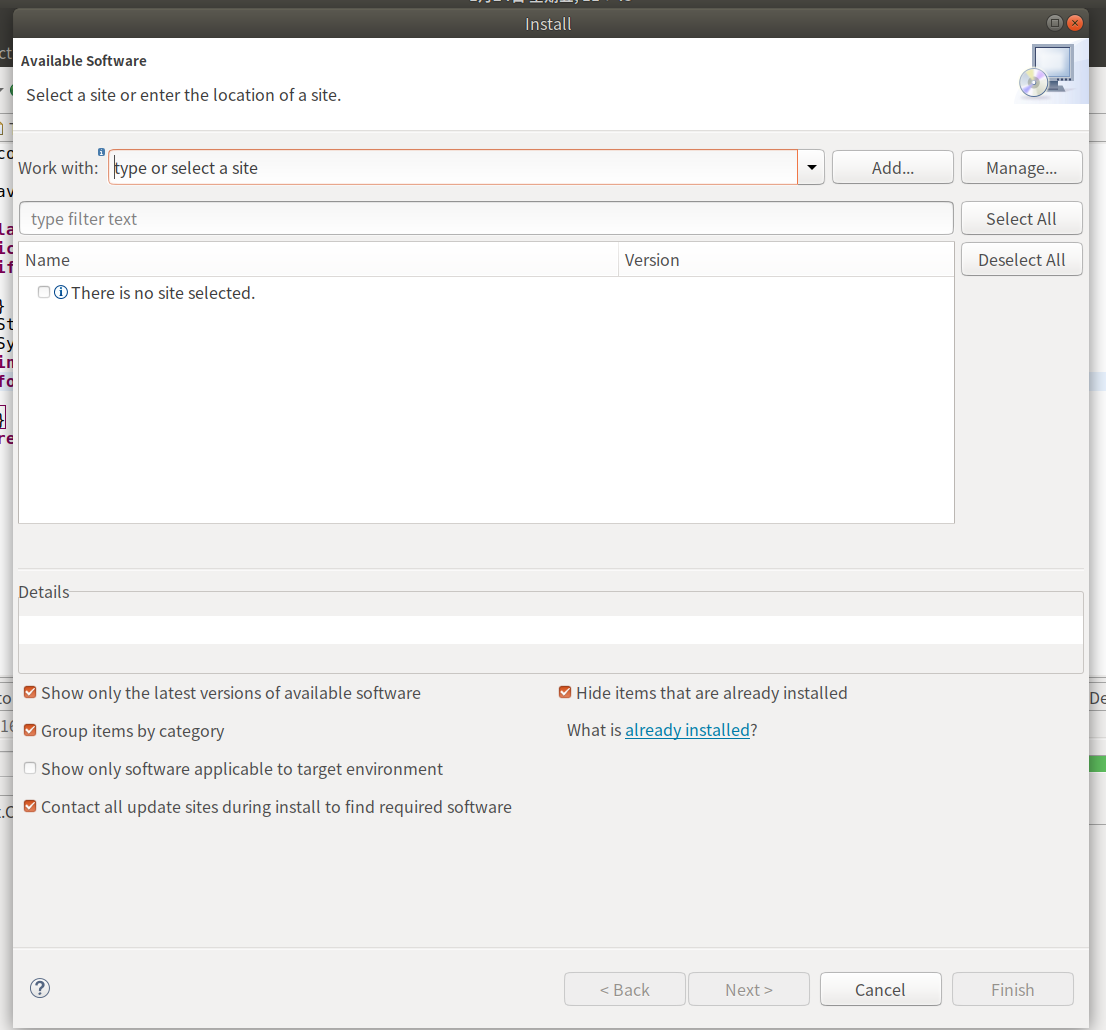 Install
Available Software
Select a site or enter the location of a site.
Work with:
type or select a site
Add...
Manage...
type filter text
Select All
Name
Version
Deselect All
There is no site selected.
Details
Show only the latest versions of available software
Hide items that are already installed
Group items by category
What is already installed?
Show only software applicable to target environment
Contact all update sites during install to find required software
?
< Back
Next >
Cancel
Finish